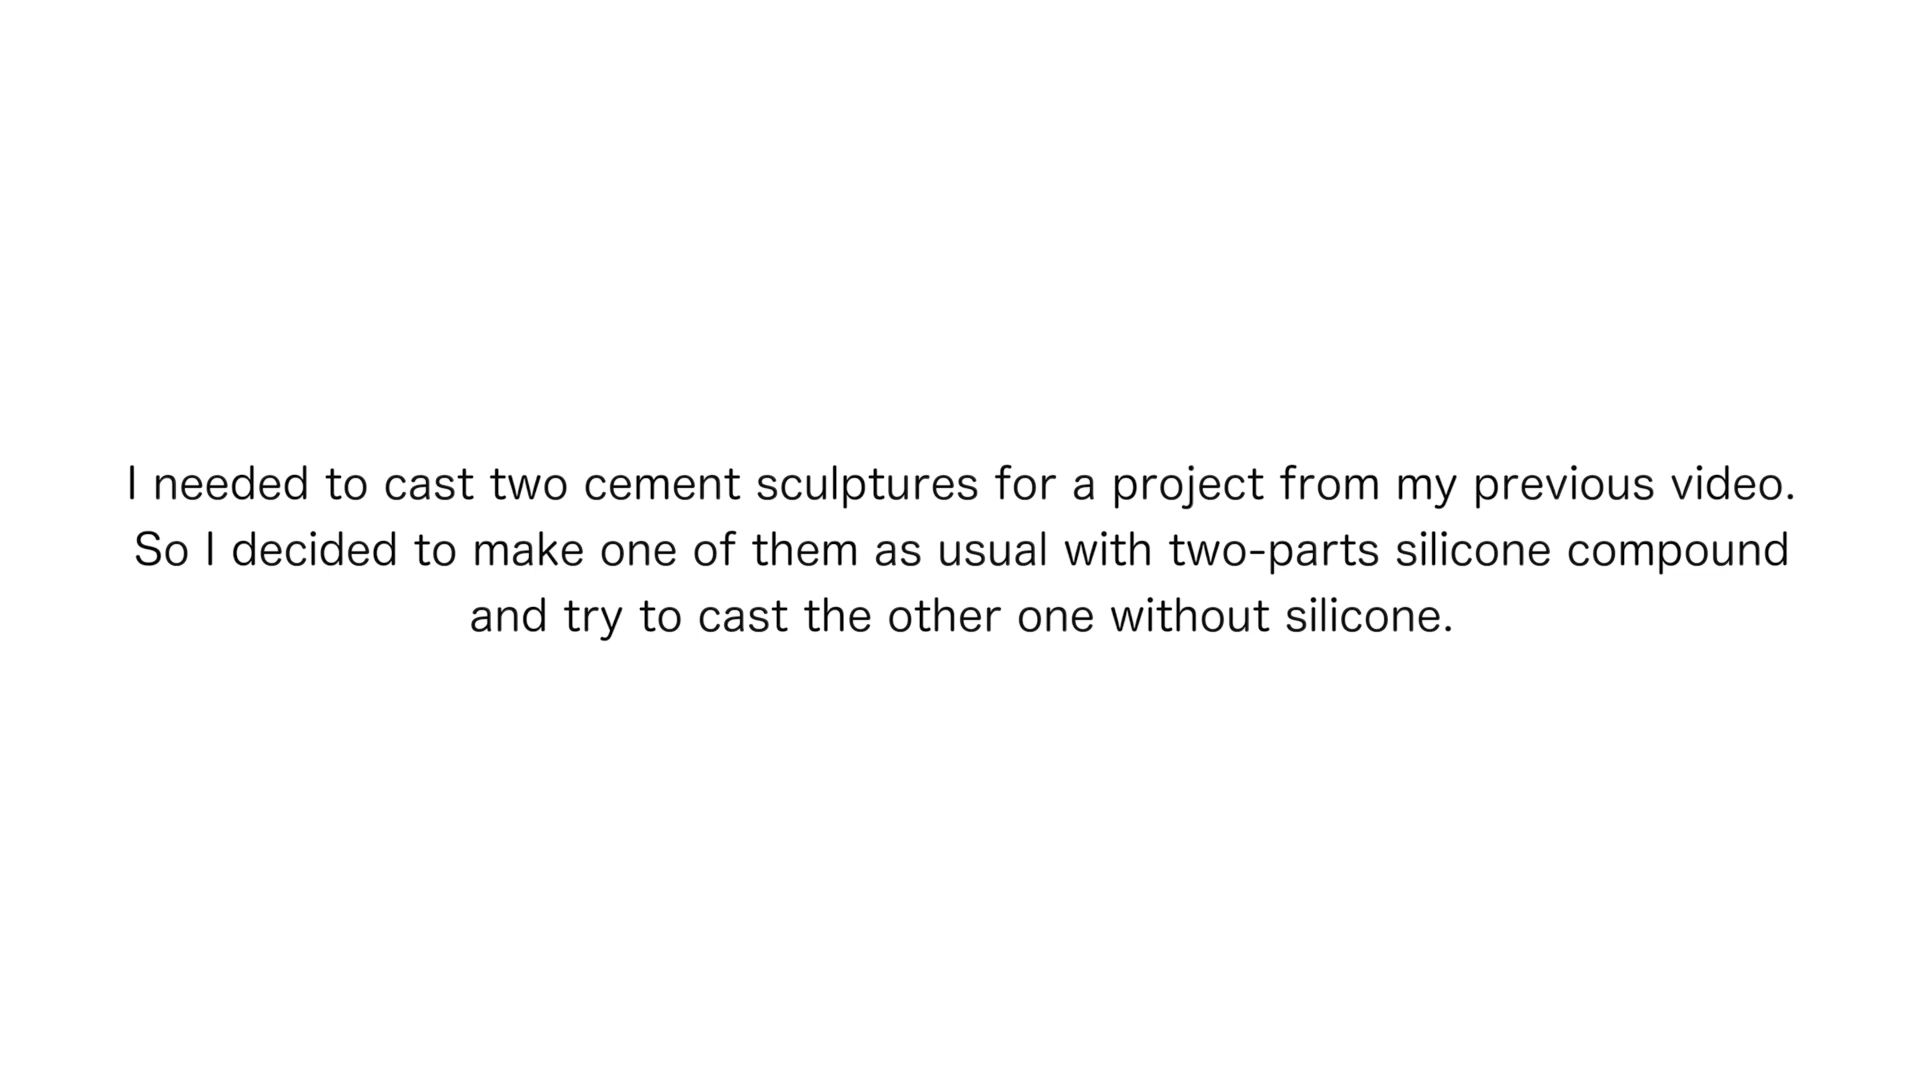 I needed to cast two cement sculptures for a project from my previous video.
So I decided to make one of them as usual with two-parts silicone compound
and try to cast the other one without silicone.